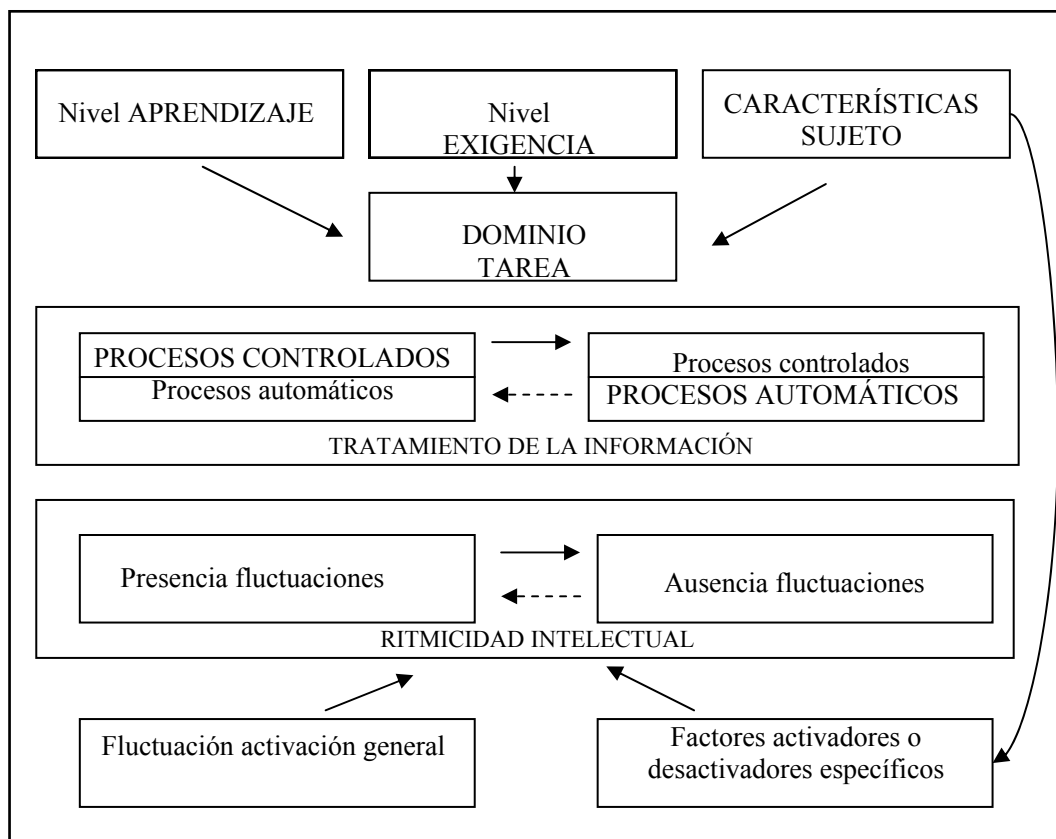 Nivel APRENDIZAJE
Nivel
EXIGENCIA
CARACTERÍSTICAS
SUJETO
DOMINIO
TAREA
PROCESOS CONTROLADOS
Procesos automáticos
Procesos controlados
PROCESOS AUTOMÁTICOS
TRATAMIENTO DE LA INFORMACIÓN
Presencia fluctuaciones
Ausencia fluctuaciones
RITMICIDAD INTELECTUAL
Fluctuación activación general
Factores activadores o
desactivadores específicos